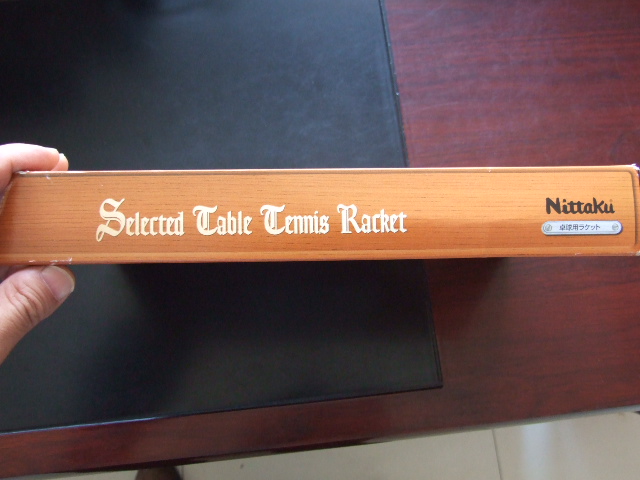 Selected Table Tennis Racket
Nittaku
卓球用ラケット